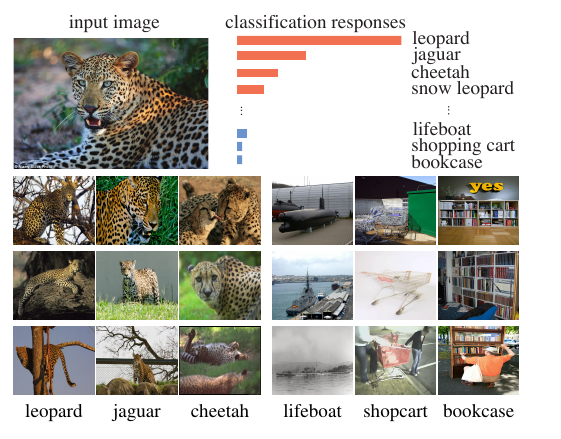 input image
classification responses
leopard
jaguar
cheetah
snow leopard
lifeboat
shopping cart
bookcase
yes
leopard jaguar cheetah lifeboat shopcart bookcase